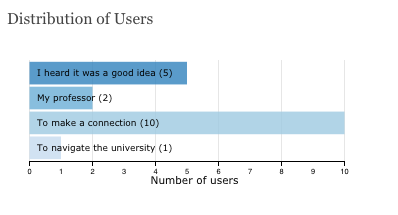 Distribution of Users
I heard it was a good idea (5)
My professor (2)
To make a connection (10)
To navigate the university (1)
0 1 2 3 4 5 6 7 8 9 10
Number of users